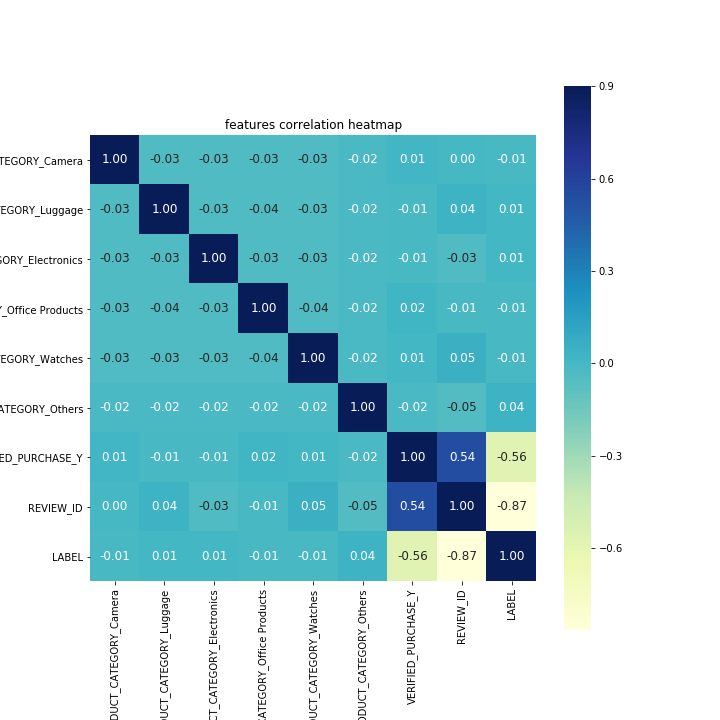 features correlation heatmap
TEGORY_Camera 1.00 -0.03 -0.03 -0.03 -0.03 -0.02 0.01 0.00 -0.01
TEGORY_Luggage -0.03 1.00 -0.03 -0.04 -0.03 -0.02 -0.01 0.04 0.01
GORY_Electronics -0.03 -0.03 1.00 -0.03 -0.03 -0.02 -0.01 -0.03 0.01
Y_Office Products -0.03 -0.04 -0.03 1.00 -0.04 -0.02 0.02 -0.01 -0.01
TEGORY_Watches -0.03 -0.03 -0.03 -0.04 1.00 -0.02 0.01 0.05 -0.01
ATEGORY_Others -0.02 -0.02 -0.02 -0.02 -0.02 1.00 -0.02 -0.05 0.04
ED_PURCHASE_Y 0.01 -0.01 -0.01 0.02 0.01 -0.02 1.00 0.54 -0.56
REVIEW_ID 0.00 0.04 -0.03 -0.01 0.05 -0.05 0.54 1.00 -0.87
LABEL -0.01 0.01 0.01 -0.01 -0.01 0.04 -0.56 -0.87 1.00
DUCT_CATEGORY_Camera
DUCT_CATEGORY_Luggage
CT_CATEGORY_Electronics
CATEGORY_Office Products
DUCT_CATEGORY_Watches
ODUCT_CATEGORY_Others
VERIFIED_PURCHASE_Y
REVIEW_ID
LABEL
0.9
0.6
0.3
0.0
−0.3
−0.6